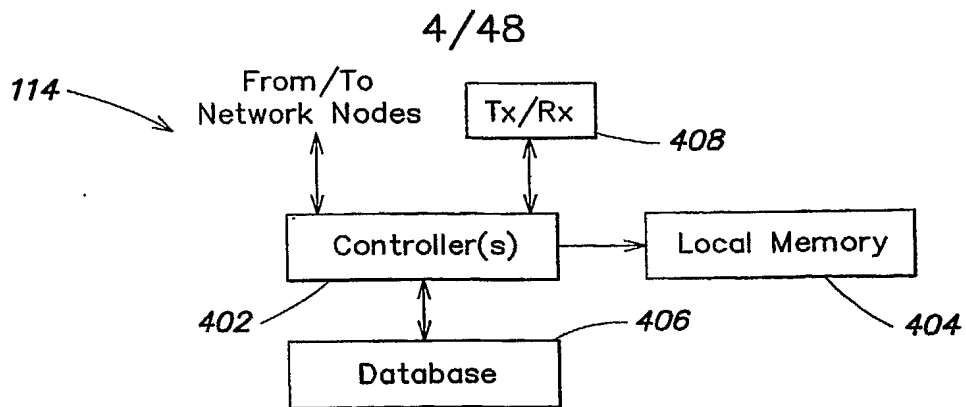 4/48
114
From/To
Network Nodes
Tx/Rx
408
Controller(s)
Local Memory
402
404
406
Database